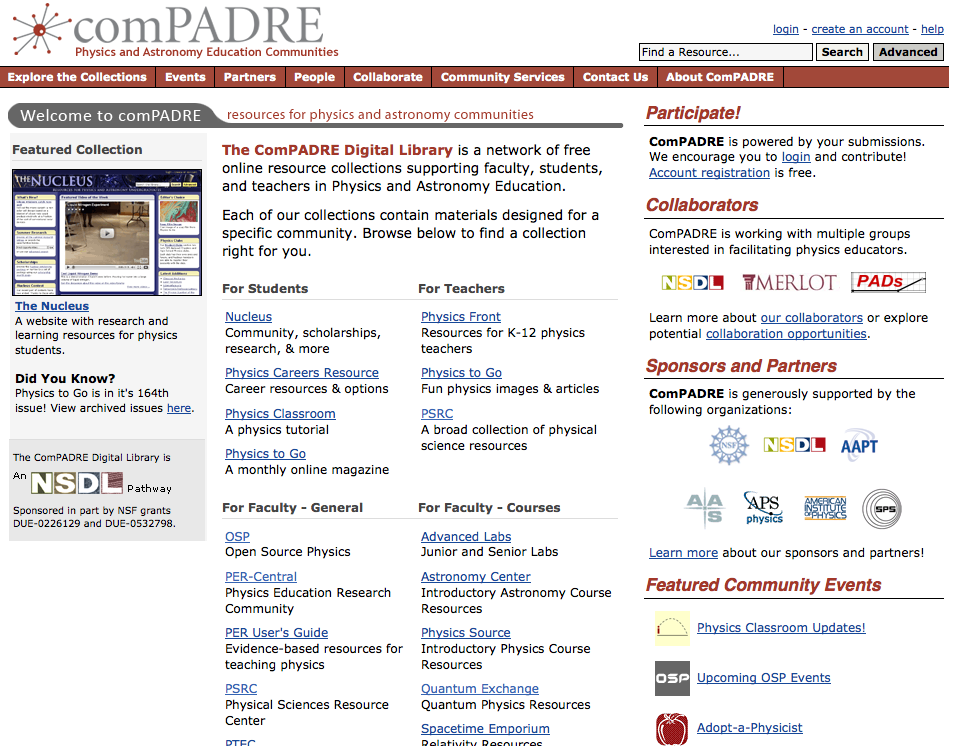 comPADRE
Physics and Astronomy Education Communities
login - create an account - help
Find a Resource... Search Advanced
Explore the Collections Events Partners People Collaborate Community Services Contact Us About ComPADRE
Welcome to comPADRE
resources for physics and astronomy communities
Featured Collection
THE NUCLEUS
The Nucleus
A website with research and
learning resources for physics
students.
Did You Know?
Physics to Go is in it's 164th
issue! View archived issues here.
The ComPADRE Digital Library is
An NSDL Pathway
Sponsored in part by NSF grants
DUE-0226129 and DUE-0532798.
The ComPADRE Digital Library is a network of free
online resource collections supporting faculty, students,
and teachers in Physics and Astronomy Education.
Each of our collections contain materials designed for a
specific community. Browse below to find a collection
right for you.
For Students
Nucleus
Community, scholarships,
research, & more
Physics Careers Resource
Career resources & options
Physics Classroom
A physics tutorial
Physics to Go
A monthly online magazine
For Teachers
Physics Front
Resources for K-12 physics
teachers
Physics to Go
Fun physics images & articles
PSRC
A broad collection of physical
science resources
For Faculty - General
OSP
Open Source Physics
PER-Central
Physics Education Research
Community
PER User's Guide
Evidence-based resources for
teaching physics
PSRC
Physical Sciences Resource
Center
PTEC
For Faculty - Courses
Advanced Labs
Junior and Senior Labs
Astronomy Center
Introductory Astronomy Course
Resources
Physics Source
Introductory Physics Course
Resources
Quantum Exchange
Quantum Physics Resources
Spacetime Emporium
Relativity Resources
Participate!
ComPADRE is powered by your submissions.
We encourage you to login and contribute!
Account registration is free.
Collaborators
ComPADRE is working with multiple groups
interested in facilitating physics educators.
NSDL MERLOT PADs
Learn more about our collaborators or explore
potential collaboration opportunities.
Sponsors and Partners
ComPADRE is generously supported by the
following organizations:
NSF NSDL AAPT
AAS APS physics AMERICAN INSTITUTE OF PHYSICS SPS
Learn more about our sponsors and partners!
Featured Community Events
Physics Classroom Updates!
OSP Upcoming OSP Events
Adopt-a-Physicist